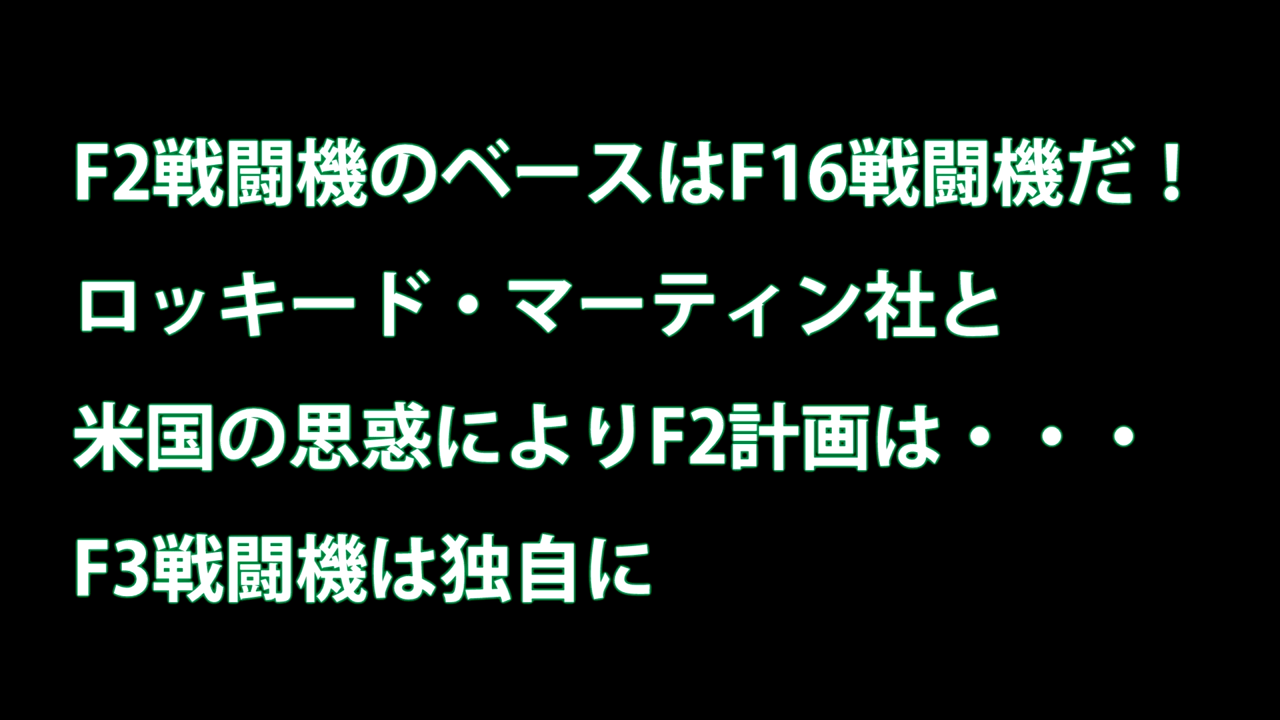 F2戦闘機のベースはF16戦闘機だ！
ロッキード・マーティン社と
米国の思惑によりF2計画は・・・
F3戦闘機は独自に